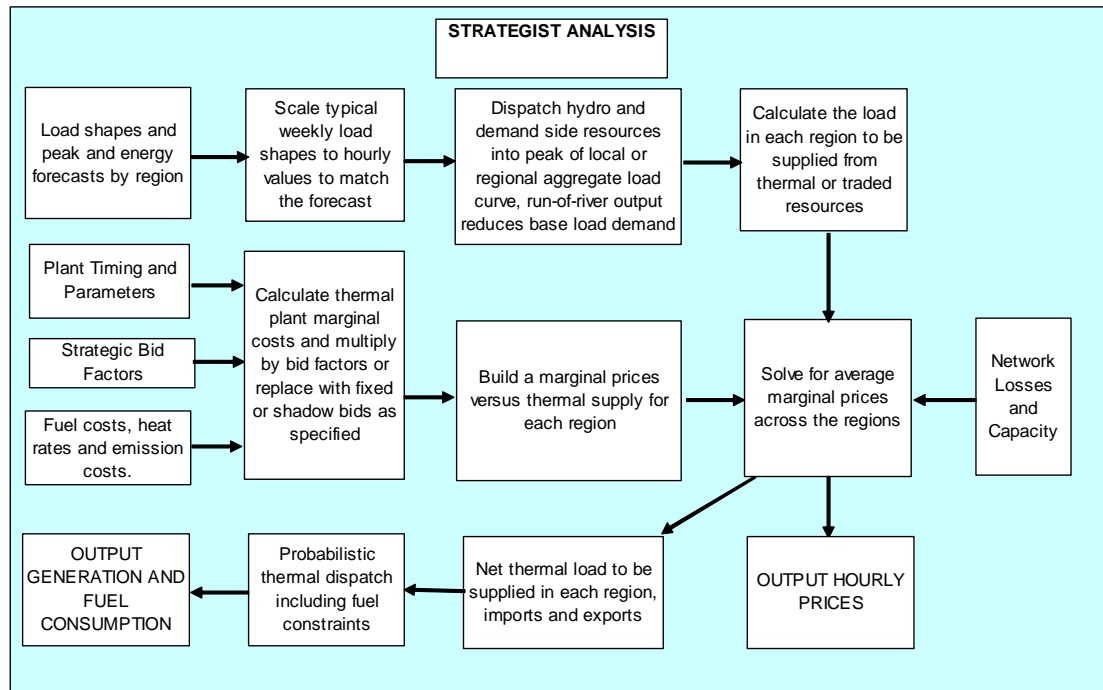 STRATEGIST ANALYSIS
Load shapes and
peak and energy
forecasts by region
Scale typical
weekly load
shapes to hourly
values to match
the forecast
Dispatch hydro and
demand side resources
into peak of local or
regional aggregate load
curve, run-of-river output
reduces base load demand
Calculate the load
in each region to be
supplied from
thermal or traded
resources
Plant Timing and
Parameters
Strategic Bid
Factors
Fuel costs, heat
rates and emission
costs.
Calculate thermal
plant marginal
costs and multiply
by bid factors or
replace with fixed
or shadow bids as
specified
Build a marginal prices
versus thermal supply for
each region
Solve for average
marginal prices
across the regions
Network
Losses
and
Capacity
OUTPUT
GENERATION AND
FUEL
CONSUMPTION
Probabilistic
thermal dispatch
including fuel
constraints
Net thermal load to be
supplied in each region,
imports and exports
OUTPUT HOURLY
PRICES